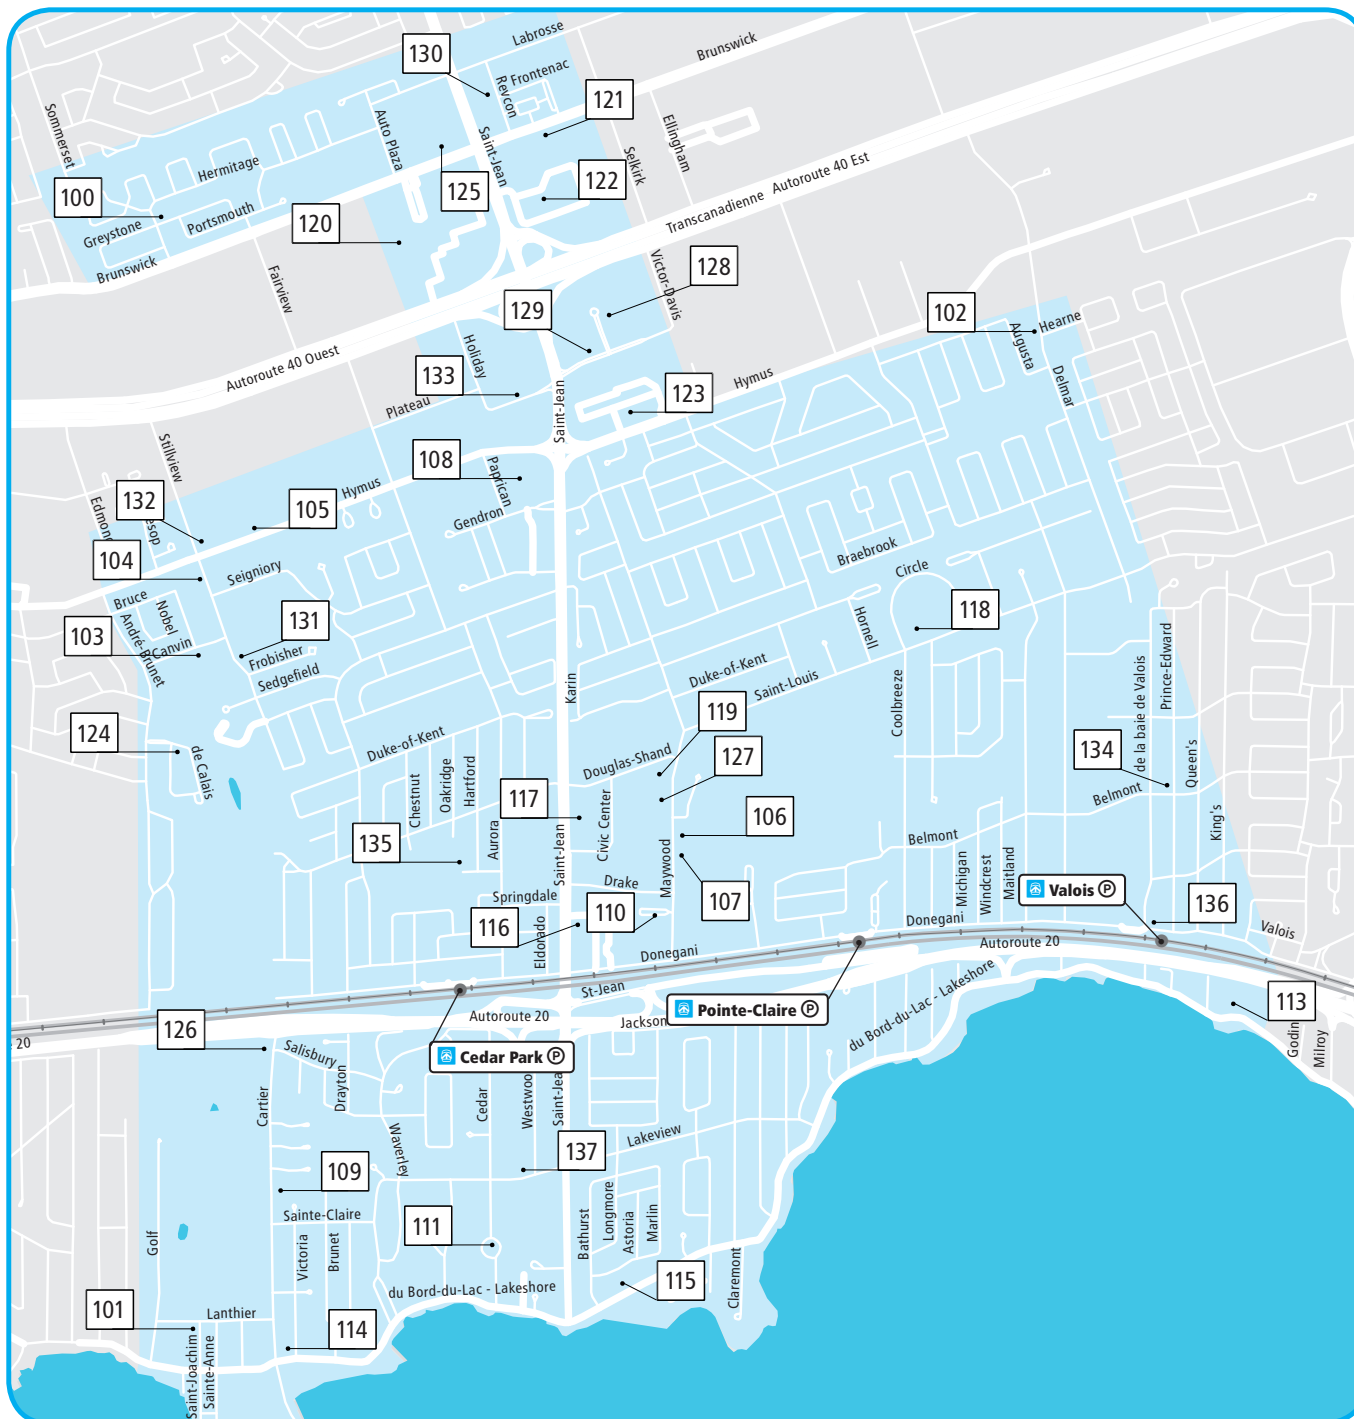 130
Labrosse
Brunswick
Frontenac
Revcon
121
Sommerset
Auto Plaza
Saint-Jean
Ellingham
Selkirk
Hermitage
100
125
122
Autoroute 40 Est
Transcanadienne
Portsmouth
Greystone
120
Brunswick
Fairview
Victor-Davis
128
129
102
Hearne
Augusta
Delmar
Holiday
Autoroute 40 Ouest
133
Saint-Jean
Hymus
123
Plateau
Stillview
108
Paprican
Hymus
132
105
Edmon
esop
Gendron
104
Seigniory
Braebrook
Circle
Bruce
Nobel
118
Hornell
103
André-Brunet
Canvin
131
Frobisher
Sedgefield
Duke-of-Kent
Saint-Louis
Karin
Coolbreeze
Prince-Edward
de la baie de Valois
124
de Calais
Duke-of-Kent
119
Douglas-Shand
127
134
Queen's
Belmont
King's
Chestnut
Oakridge
Hartford
117
Civic Center
106
135
Aurora
Saint-Jean
Maywood
107
Belmont
Michigan
Windcrest
Maitland
Springdale
Drake
Valois P
136
116
110
Eldorado
Donegani
Donegani
Valois
Autoroute 20
St-Jean
Pointe-Claire P
du Bord-du-Lac - Lakeshore
113
Godin
Milroy
Autoroute 20
Jackson
20
126
Salisbury
Cedar Park P
Drayton
Cartier
Cedar
Westwoo
Saint-Jea
Waverley
Lakeview
137
109
Sainte-Claire
Golf
Victoria
Brunet
111
Bathurst
Longmore
Astoria
Marlin
du Bord-du-Lac - Lakeshore
115
Claremont
101
Lanthier
114
Saint-Joachim
Sainte-Anne